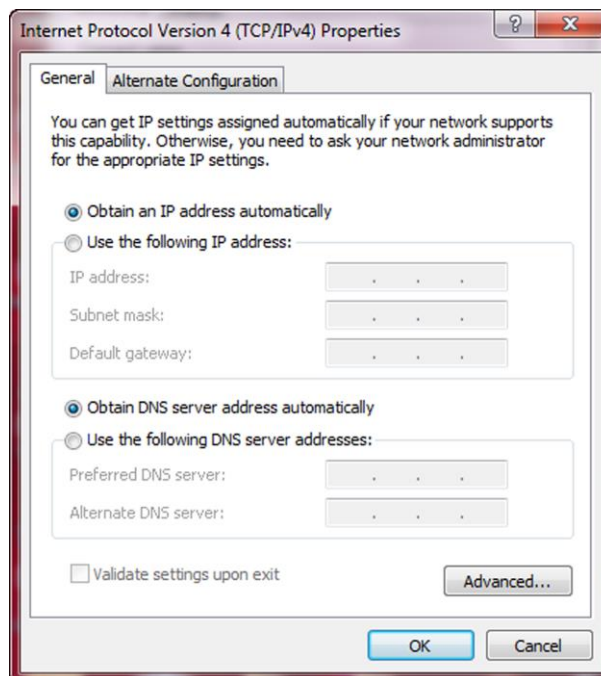 Internet Protocol Version 4 (TCP/IPv4) Properties
General
Alternate Configuration
You can get IP settings assigned automatically if your network supports
this capability. Otherwise, you need to ask your network administrator
for the appropriate IP settings.
Obtain an IP address automatically
Use the following IP address:
IP address:
Subnet mask:
Default gateway:
Obtain DNS server address automatically
Use the following DNS server addresses:
Preferred DNS server:
Alternate DNS server:
Validate settings upon exit
Advanced...
OK
Cancel